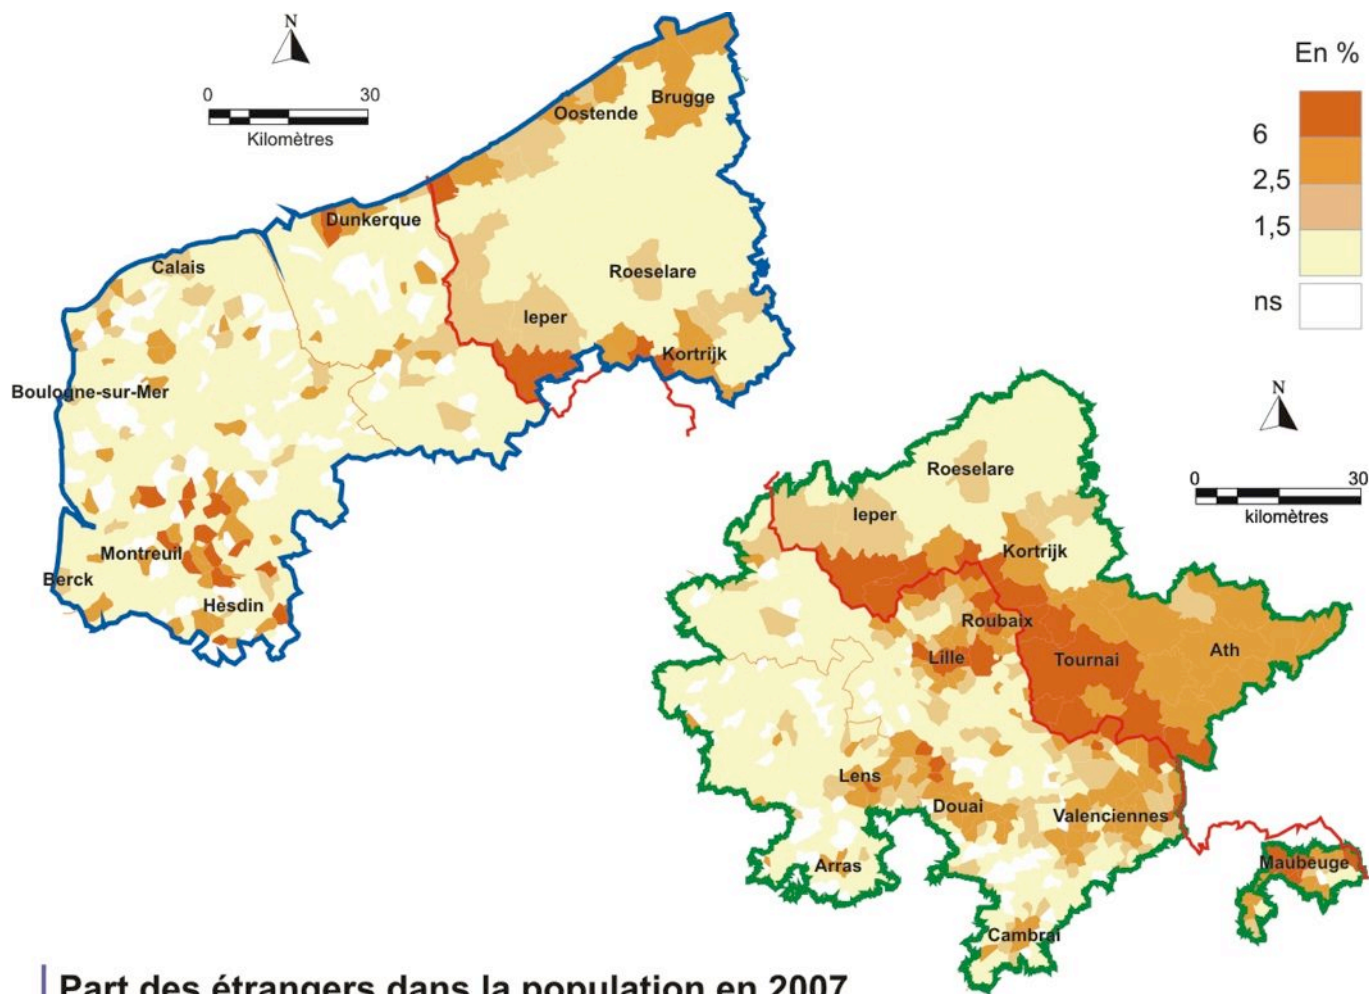 N
0 30
Kilomètres
En %
6
2,5
1,5
ns
Brugge
Oostende
Dunkerque
Calais
Roeselare
Ieper
Kortrijk
Boulogne-sur-Mer
Montreuil
Berck
Hesdin
N
0 30
kilomètres
Roeselare
Ieper
Kortrijk
Roubaix
Lille
Tournai
Ath
Lens
Douai
Valenciennes
Arras
Maubeuge
Cambrai
Part des étrangers dans la population en 2007